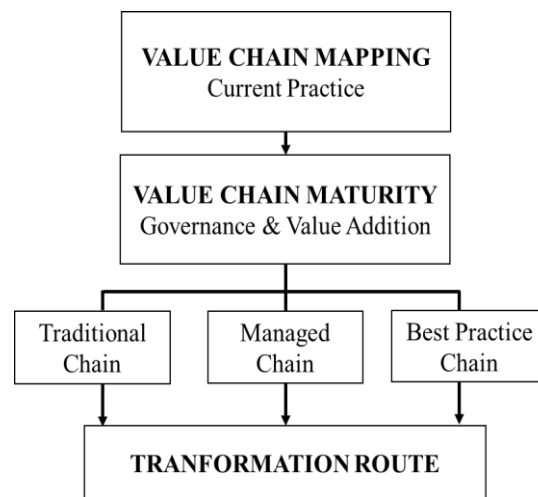 VALUE CHAIN MAPPING
Current Practice
VALUE CHAIN MATURITY
Governance & Value Addition
Traditional
Chain
Managed
Chain
Best Practice
Chain
TRANFORMATION ROUTE